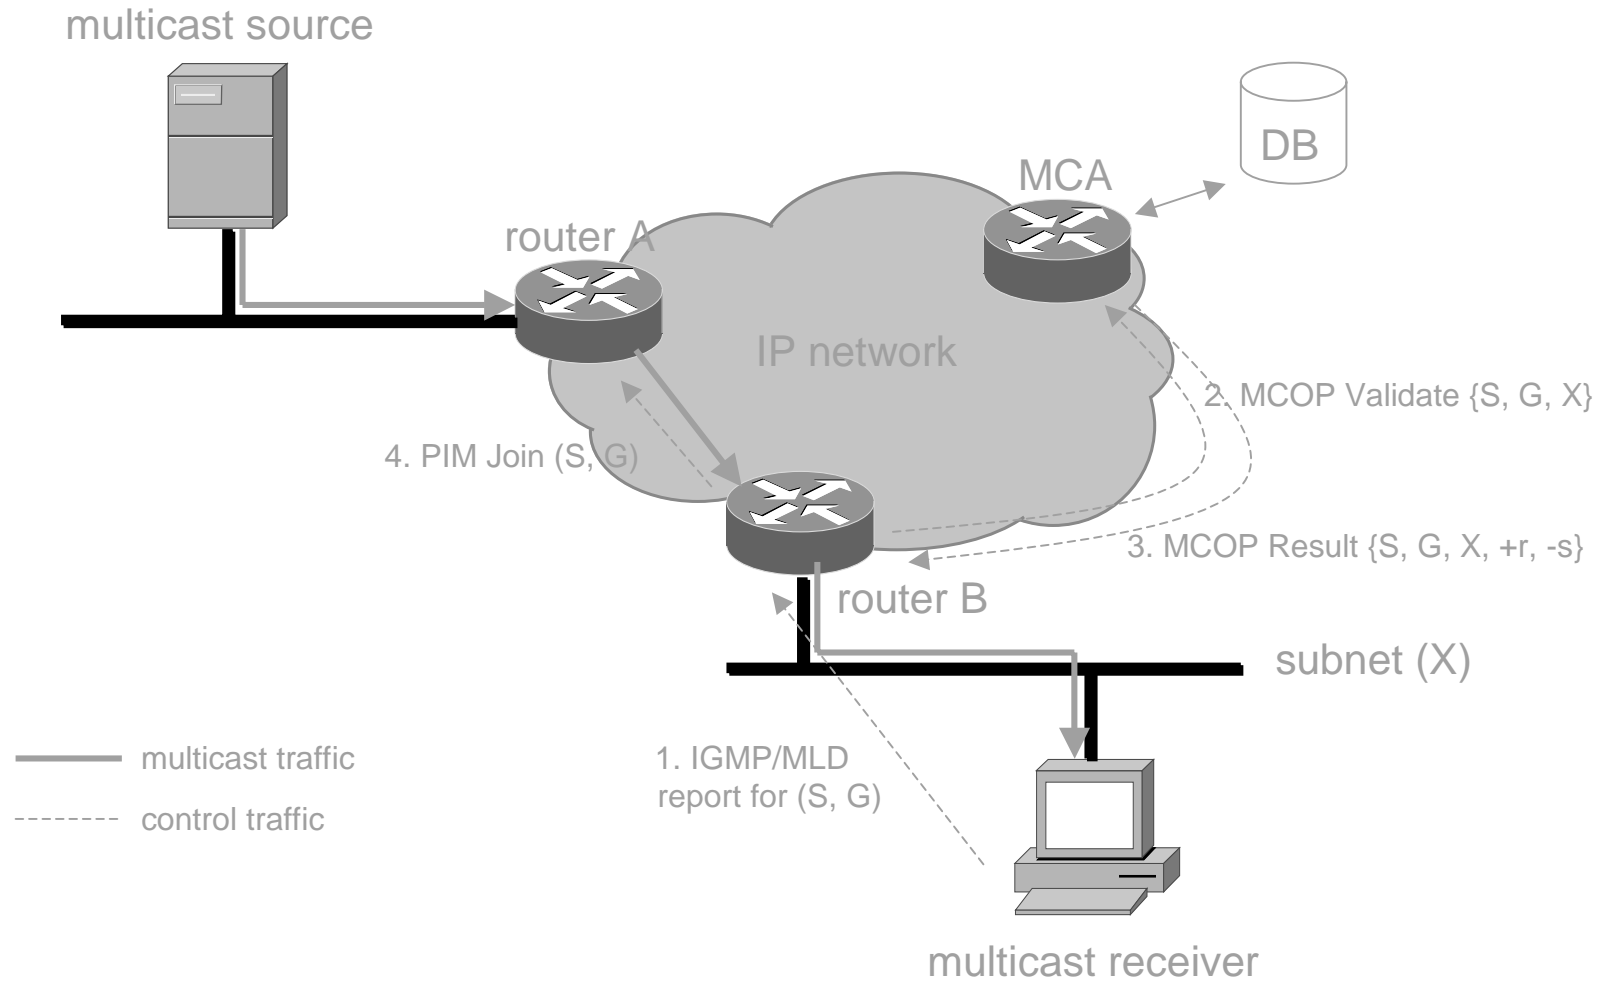 multicast source
DB
MCA
router A
IP network
2. MCOP Validate {S, G, X}
4. PIM Join (S, G)
3. MCOP Result {S, G, X, +r, -s}
router B
subnet (X)
1. IGMP/MLD
report for (S, G)
multicast traffic
control traffic
multicast receiver